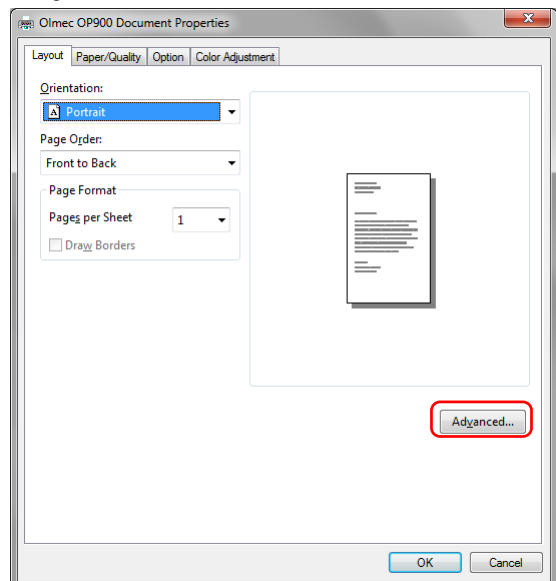 Olmec OP900 Document Properties
Layout Paper/Quality Option Color Adjustment
Orientation:
A Portrait
Page Order:
Front to Back
Page Format
Pages per Sheet 1
Draw Borders
Advanced...
OK Cancel